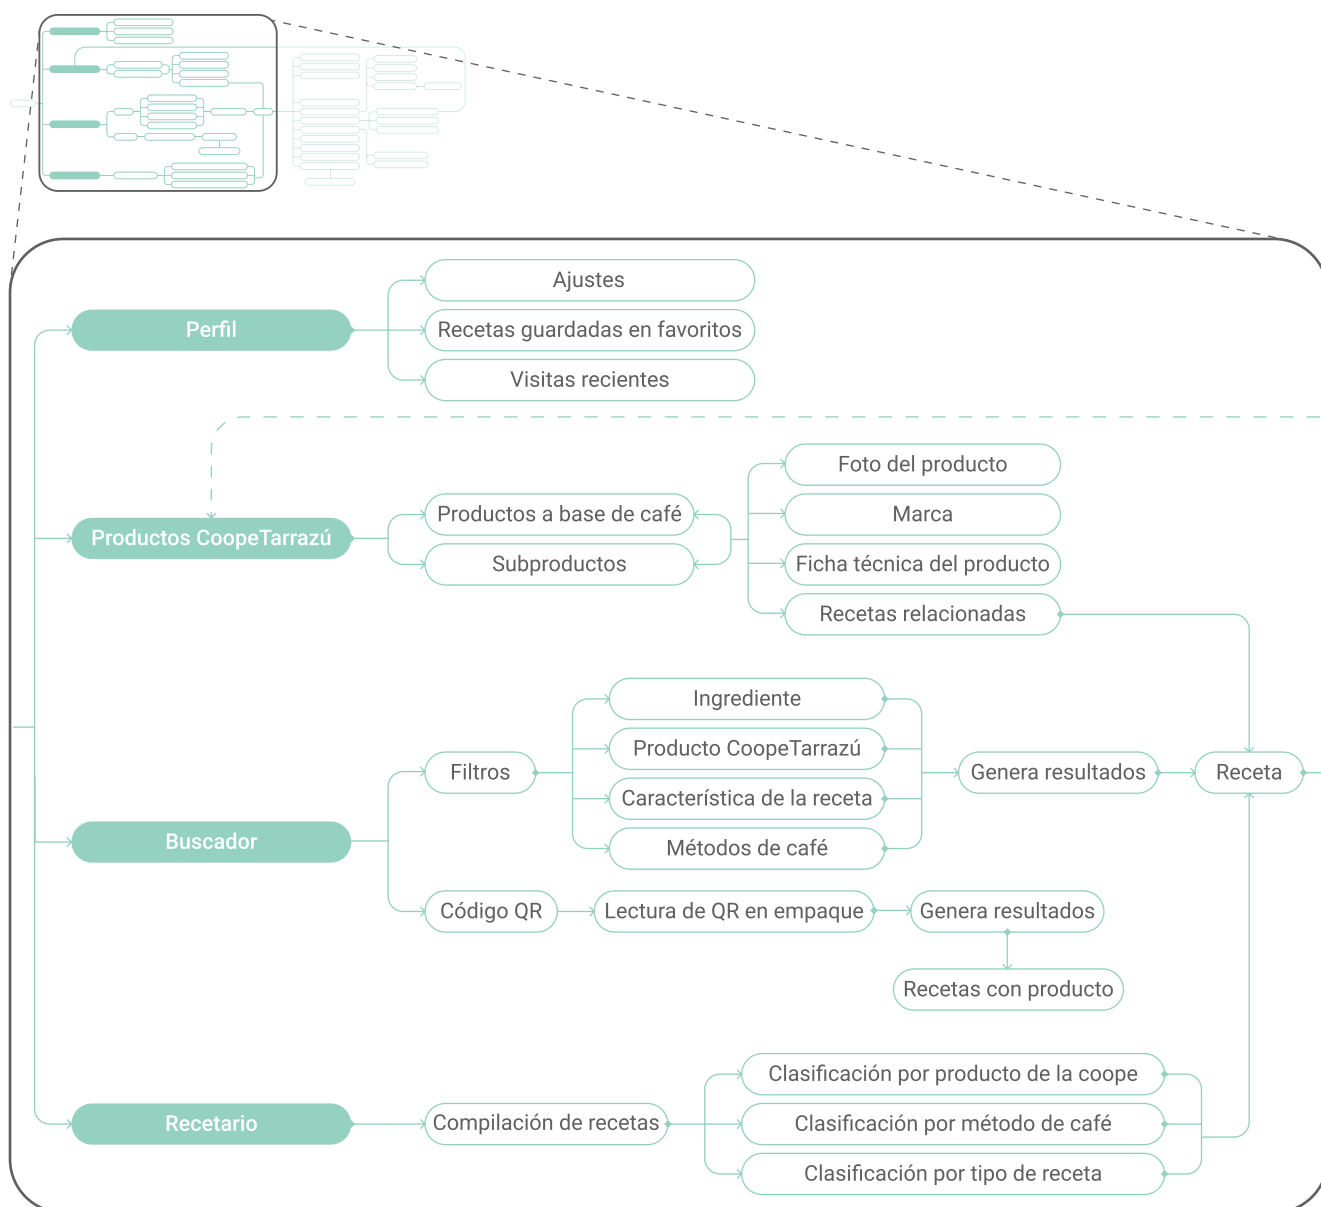 Perfil
Ajustes
Recetas guardadas en favoritos
Visitas recientes
Productos CoopeTarrazú
Productos a base de café
Subproductos
Foto del producto
Marca
Ficha técnica del producto
Recetas relacionadas
Buscador
Filtros
Ingrediente
Producto CoopeTarrazú
Característica de la receta
Métodos de café
Genera resultados
Receta
Código QR
Lectura de QR en empaque
Genera resultados
Recetas con producto
Recetario
Compilación de recetas
Clasificación por producto de la coope
Clasificación por método de café
Clasificación por tipo de receta